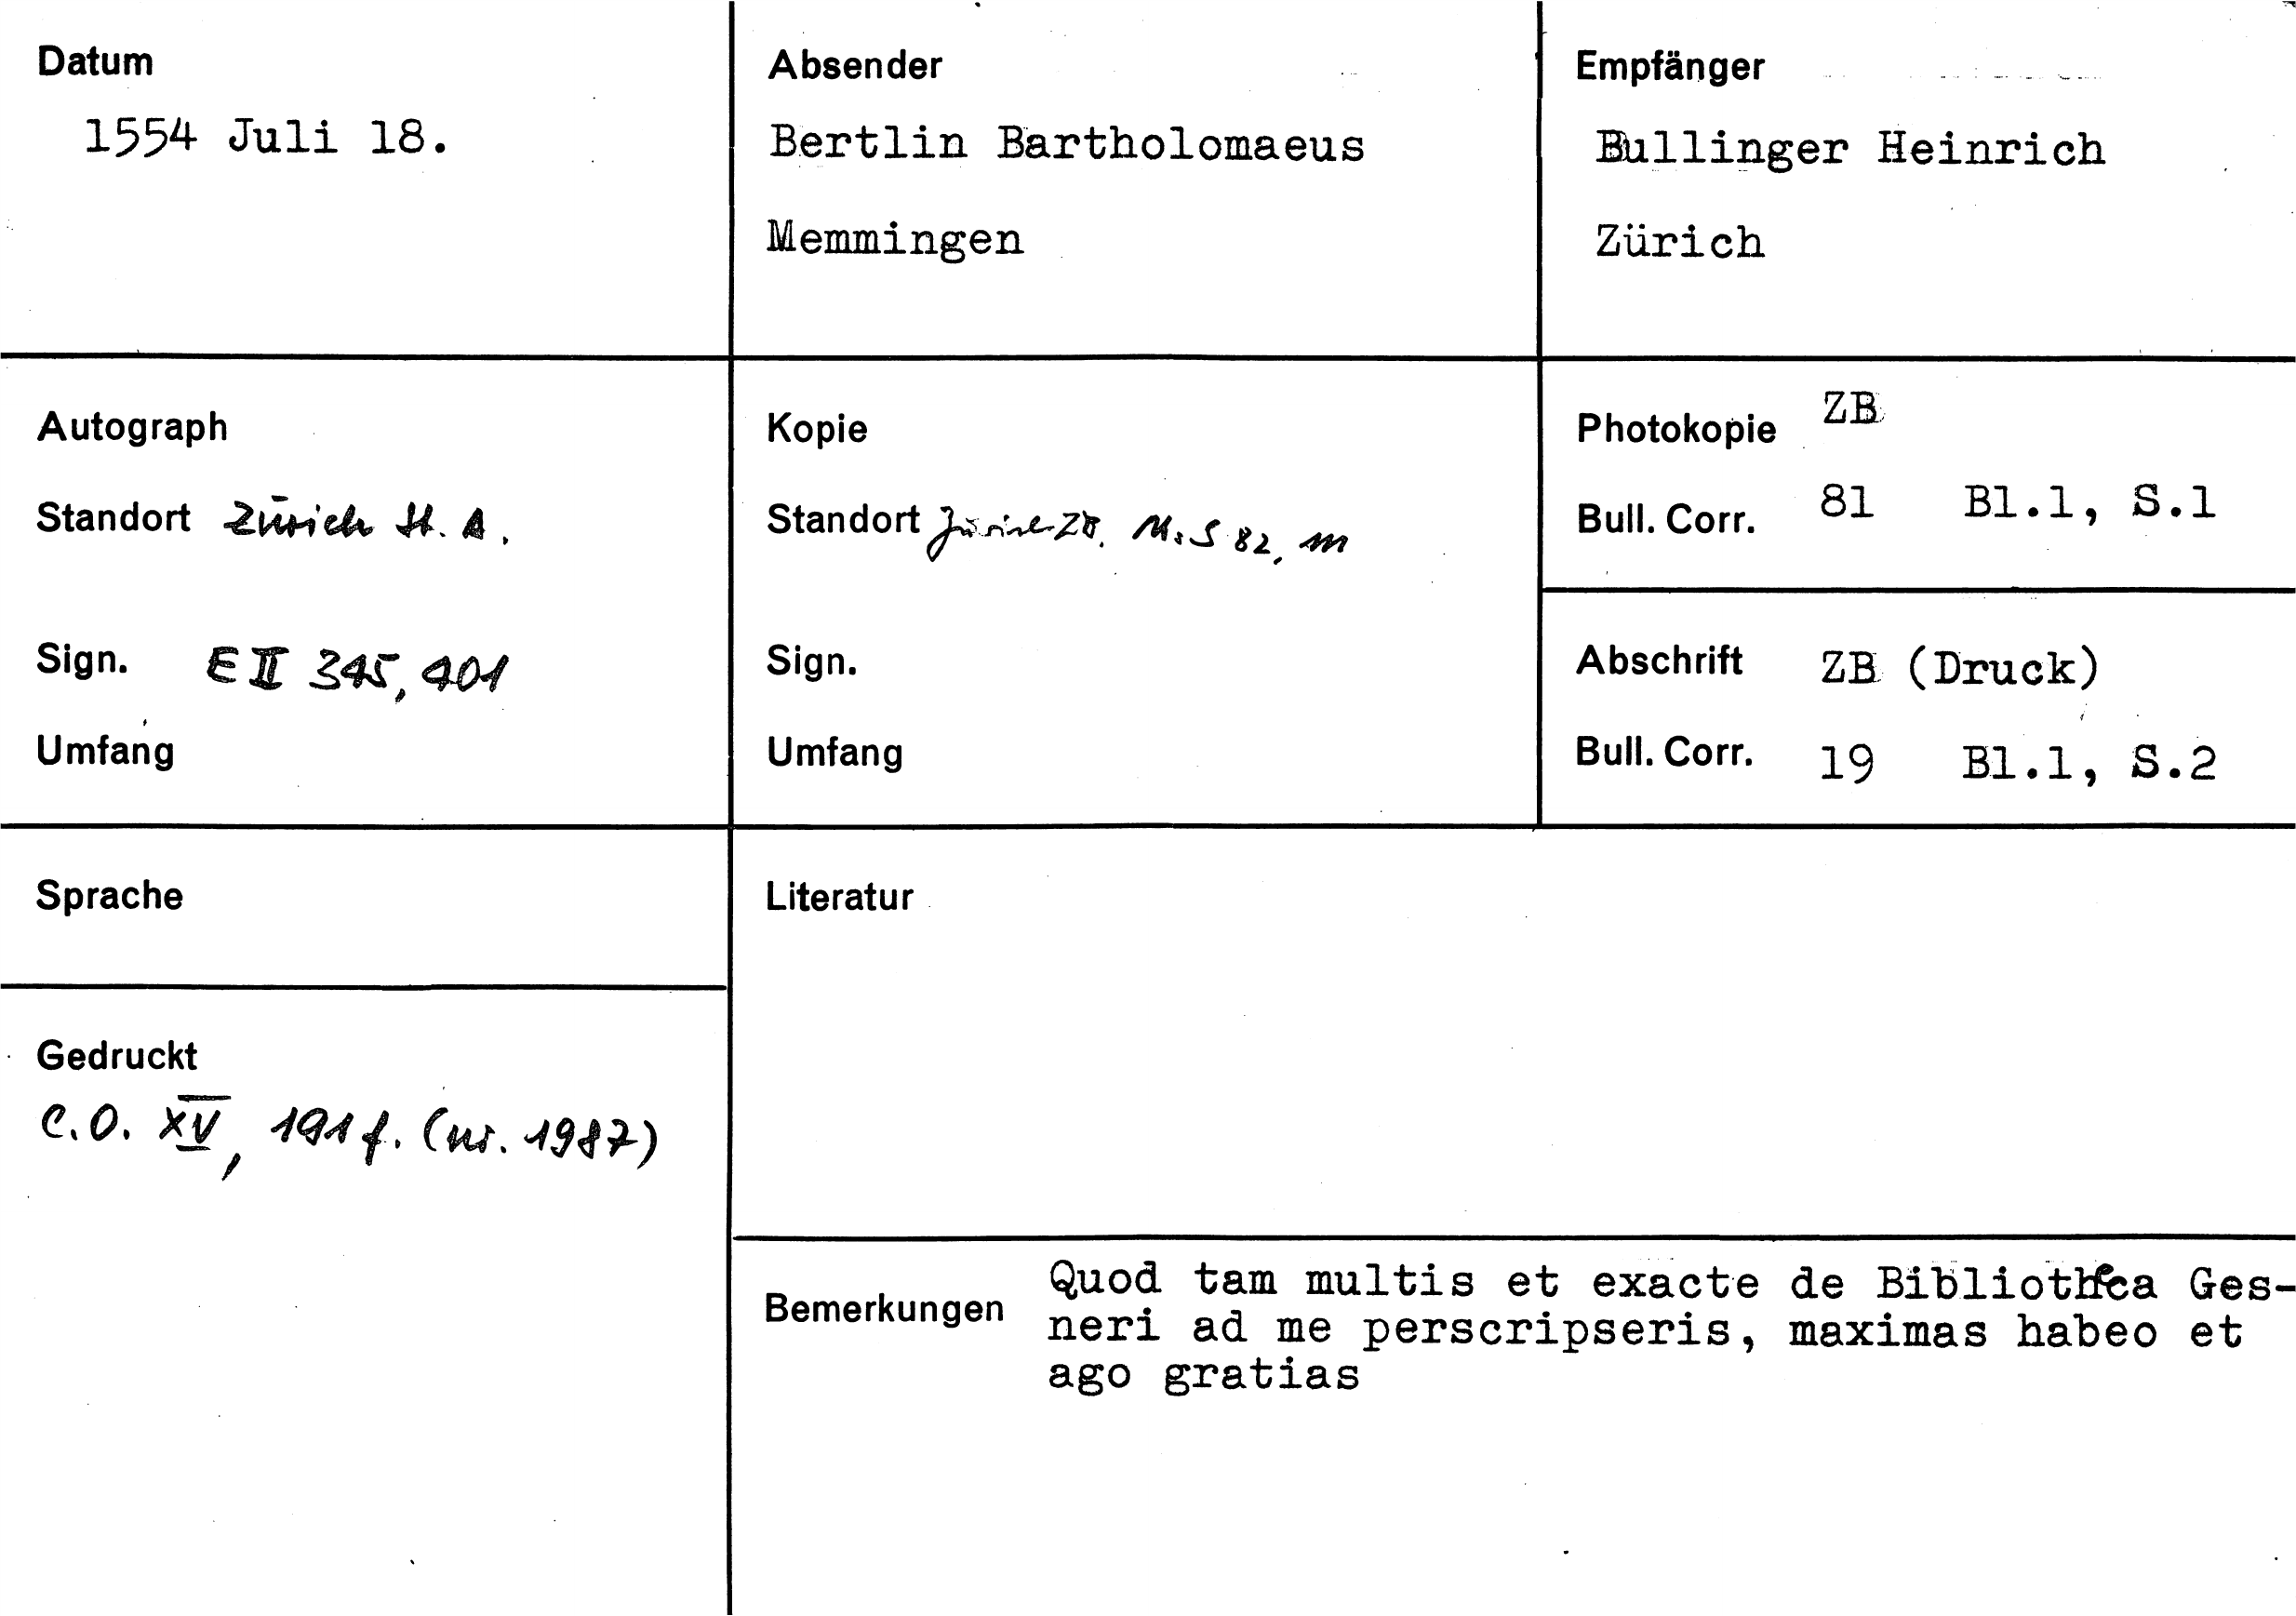 Datum
1554 Juli 18.
Absender
Bertlin Bartholomaeus
Memmingen
Empfänger
Bullinger Heinrich
Zürich
Autograph
Standort Zürich St. A.
Sign. E II 345, 401
Umfang
Kopie
Standort Zürich ZB. Ms S 82, 111
Sign.
Umfang
Photokopie ZB
Bull. Corr. 81 Bl.1, S.1
Abschrift ZB (Druck)
Bull. Corr. 19 Bl.1, S.2
Sprache
Literatur
Gedruckt
C.O. XV, 191 f. (nr. 1987)
Bemerkungen
Quod tam multis et exacte de Bibliotheca Ges-
neri ad me perscripseris, maximas habeo et
ago gratias